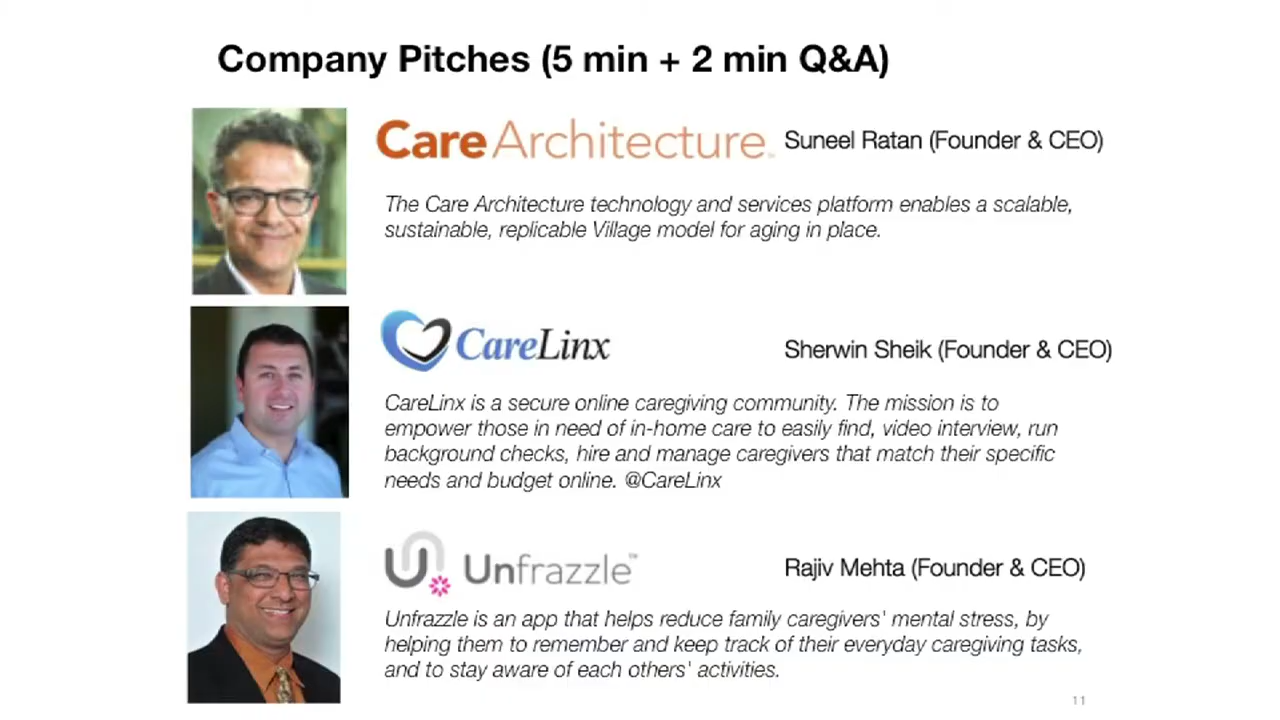 Company Pitches (5 min + 2 min Q&A)
Care Architecture™ Suneel Ratan (Founder & CEO)
The Care Architecture technology and services platform enables a scalable,
sustainable, replicable Village model for aging in place.
CareLinx Sherwin Sheik (Founder & CEO)
CareLinx is a secure online caregiving community. The mission is to
empower those in need of in-home care to easily find, video interview, run
background checks, hire and manage caregivers that match their specific
needs and budget online. @CareLinx
Unfrazzle™ Rajiv Mehta (Founder & CEO)
Unfrazzle is an app that helps reduce family caregivers' mental stress, by
helping them to remember and keep track of their everyday caregiving tasks,
and to stay aware of each others' activities.
11